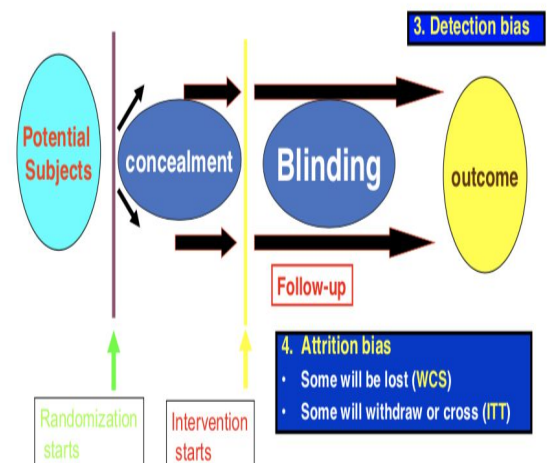 3. Detection bias
Potential
Subjects
concealment
Blinding
outcome
Follow-up
4. Attrition bias
• Some will be lost (WCS)
• Some will withdraw or cross (ITT)
Randomization
starts
Intervention
starts